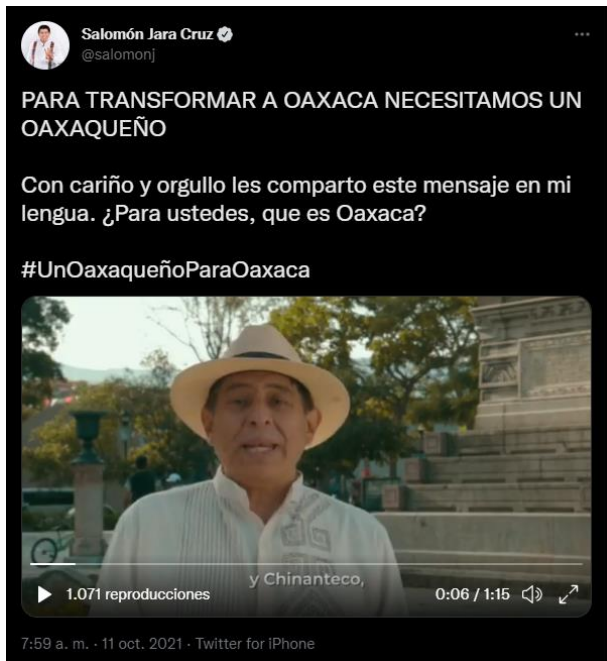 Salomón Jara Cruz
@salomonj
PARA TRANSFORMAR A OAXACA NECESITAMOS UN
OAXAQUEÑO
Con cariño y orgullo les comparto este mensaje en mi
lengua. ¿Para ustedes, que es Oaxaca?
#UnOaxaqueñoParaOaxaca
y Chinanteco,
1.071 reproducciones
0:06 / 1:15
7:59 a. m. · 11 oct. 2021 · Twitter for iPhone